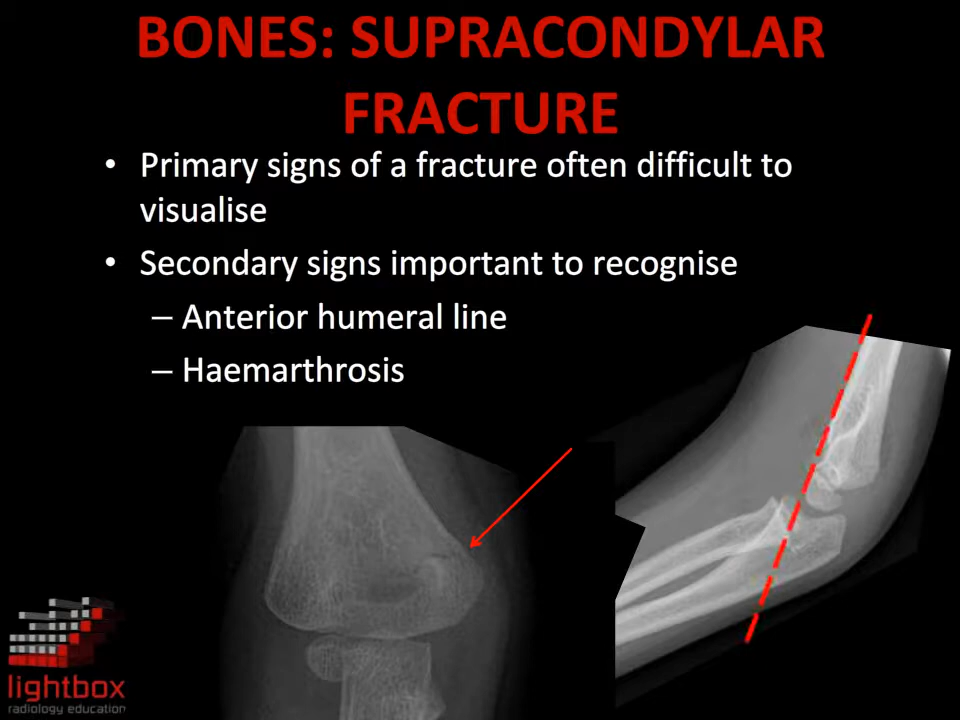 BONES: SUPRACONDYLAR
FRACTURE
• Primary signs of a fracture often difficult to
visualise
• Secondary signs important to recognise
– Anterior humeral line
– Haemarthrosis
lightbox
radiology education